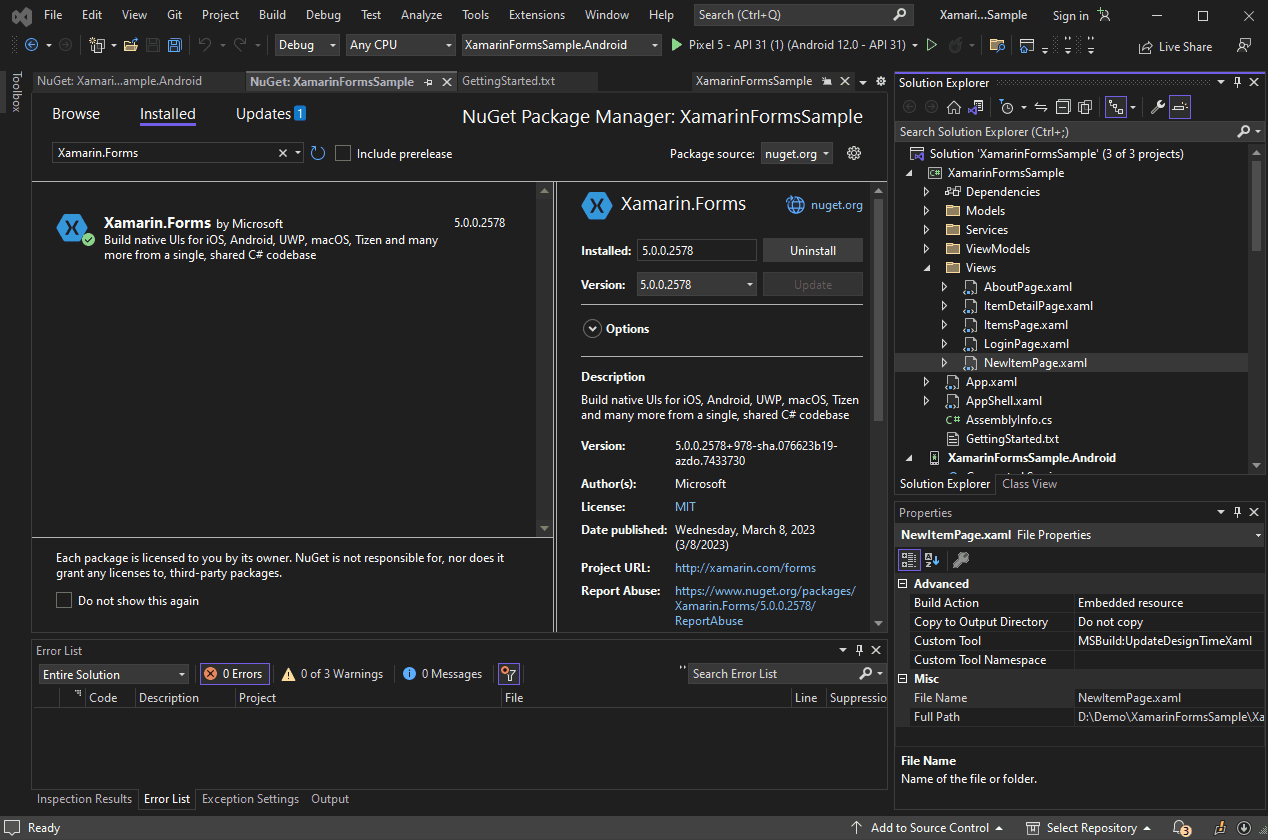 File Edit View Git Project Build Debug Test Analyze Tools Extensions Window Help Search (Ctrl+Q) Xamari...Sample Sign in
Debug Any CPU XamarinFormsSample.Android Pixel 5 - API 31 (1) (Android 12.0 - API 31) Live Share
Toolbox
NuGet: Xamari...ample.Android NuGet: XamarinFormsSample GettingStarted.txt XamarinFormsSample
Browse Installed Updates 1
NuGet Package Manager: XamarinFormsSample
Xamarin.Forms Include prerelease Package source: nuget.org
Xamarin.Forms by Microsoft 5.0.0.2578
Build native UIs for iOS, Android, UWP, macOS, Tizen and many
more from a single, shared C# codebase
Each package is licensed to you by its owner. NuGet is not responsible for, nor does it
grant any licenses to, third-party packages.
Do not show this again
Xamarin.Forms nuget.org
Installed: 5.0.0.2578 Uninstall
Version: 5.0.0.2578 Update
Options
Description
Build native UIs for iOS, Android, UWP, macOS, Tizen
and many more from a single, shared C# codebase
Version: 5.0.0.2578+978-sha.076623b19-
azdo.7433730
Author(s): Microsoft
License: MIT
Date published: Wednesday, March 8, 2023
(3/8/2023)
Project URL: http://xamarin.com/forms
Report Abuse: https://www.nuget.org/packages/
Xamarin.Forms/5.0.0.2578/
ReportAbuse
Error List
Entire Solution 0 Errors 0 of 3 Warnings 0 Messages Search Error List
Code Description Project File Line Suppressio
Inspection Results Error List Exception Settings Output
Solution Explorer
Search Solution Explorer (Ctrl+;)
Solution 'XamarinFormsSample' (3 of 3 projects)
C# XamarinFormsSample
Dependencies
Models
Services
ViewModels
Views
AboutPage.xaml
ItemDetailPage.xaml
ItemsPage.xaml
LoginPage.xaml
NewItemPage.xaml
App.xaml
AppShell.xaml
C# AssemblyInfo.cs
GettingStarted.txt
XamarinFormsSample.Android
Solution Explorer Class View
Properties
NewItemPage.xaml File Properties
Advanced
Build Action Embedded resource
Copy to Output Directory Do not copy
Custom Tool MSBuild:UpdateDesignTimeXaml
Custom Tool Namespace
Misc
File Name NewItemPage.xaml
Full Path D:\Demo\XamarinFormsSample\Xa
File Name
Name of the file or folder.
Ready Add to Source Control Select Repository 3